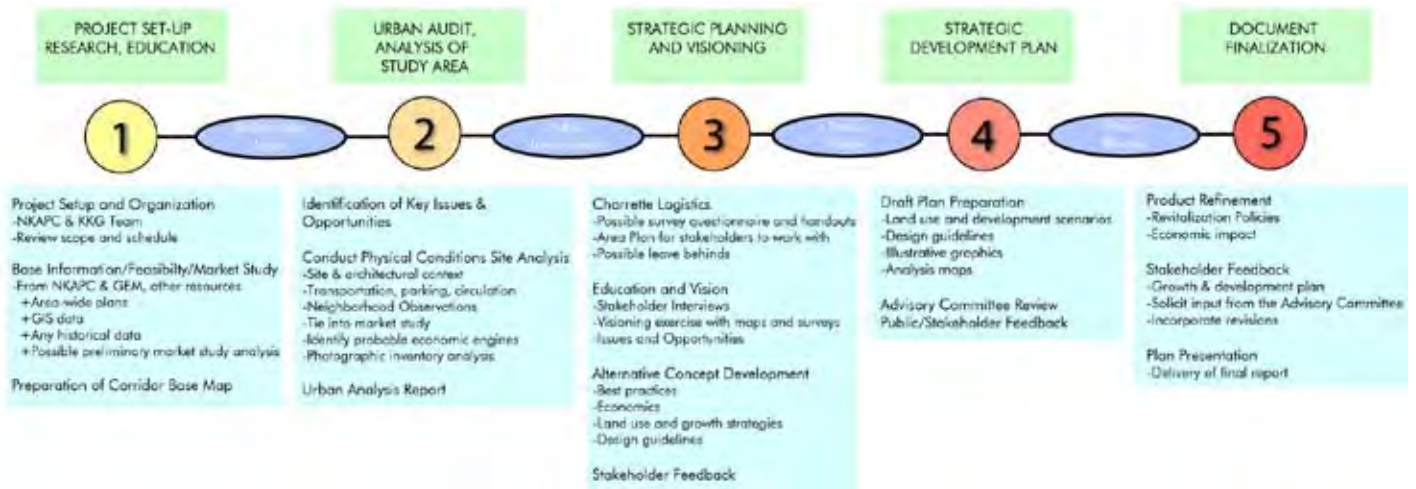 PROJECT SET-UP
RESEARCH, EDUCATION
URBAN AUDIT,
ANALYSIS OF
STUDY AREA
STRATEGIC PLANNING
AND VISIONING
STRATEGIC
DEVELOPMENT PLAN
DOCUMENT
FINALIZATION
1
2
3
4
5
Project Setup and Organization
-NKAPC & KKG Team
-Review scope and schedule
Base Information/Feasibilty/Market Study
-From NKAPC & GEM, other resources
+Area-wide plans
+GIS data
+Any historical data
+Possible preliminary market study analysis
Preparation of Corridor Base Map
Identification of Key Issues &
Opportunities
Conduct Physical Conditions Site Analysis
-Site & architectural context
-Transportation, parking, circulation
-Neighborhood Observations
-Tie into market study
-Identify probable economic engines
-Photographic inventory analysis
Urban Analysis Report
Charrette Logistics
-Possible survey questionnaire and handouts
-Area Plan for stakeholders to work with
-Possible leave behinds
Education and Vision
-Stakeholder Interviews
-Visioning exercise with maps and surveys
-Issues and Opportunities
Alternative Concept Development
-Best practices
-Economics
-Land use and growth strategies
-Design guidelines
Stakeholder Feedback
Draft Plan Preparation
-Land use and development scenarios
-Design guidelines
-Illustrative graphics
-Analysis maps
Advisory Committee Review
Public/Stakeholder Feedback
Product Refinement
-Revitalization Policies
-Economic impact
Stakeholder Feedback
-Growth & development plan
-Solicit input from the Advisory Committee
-Incorporate revisions
Plan Presentation
-Delivery of final report